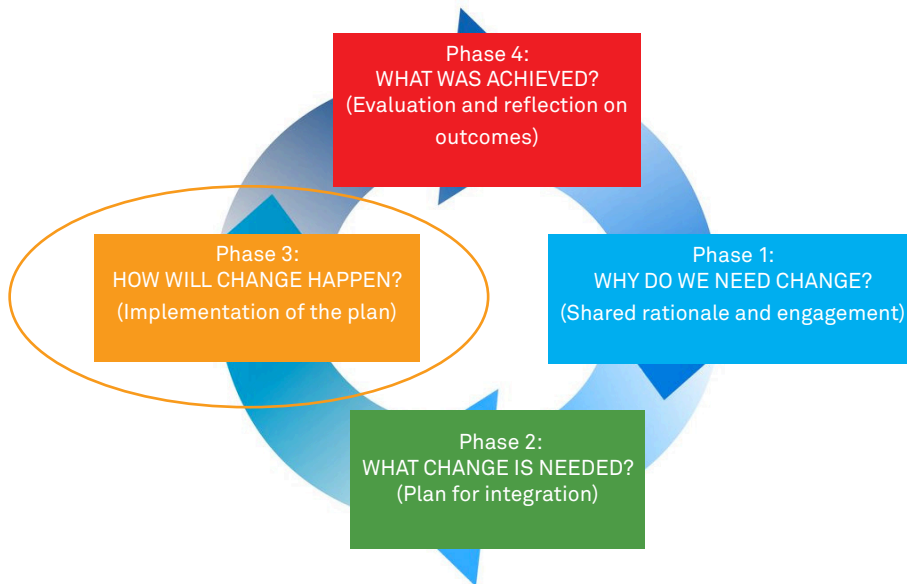 Phase 4:
WHAT WAS ACHIEVED?
(Evaluation and reflection on
outcomes)
Phase 3:
HOW WILL CHANGE HAPPEN?
(Implementation of the plan)
Phase 1:
WHY DO WE NEED CHANGE?
(Shared rationale and engagement)
Phase 2:
WHAT CHANGE IS NEEDED?
(Plan for integration)